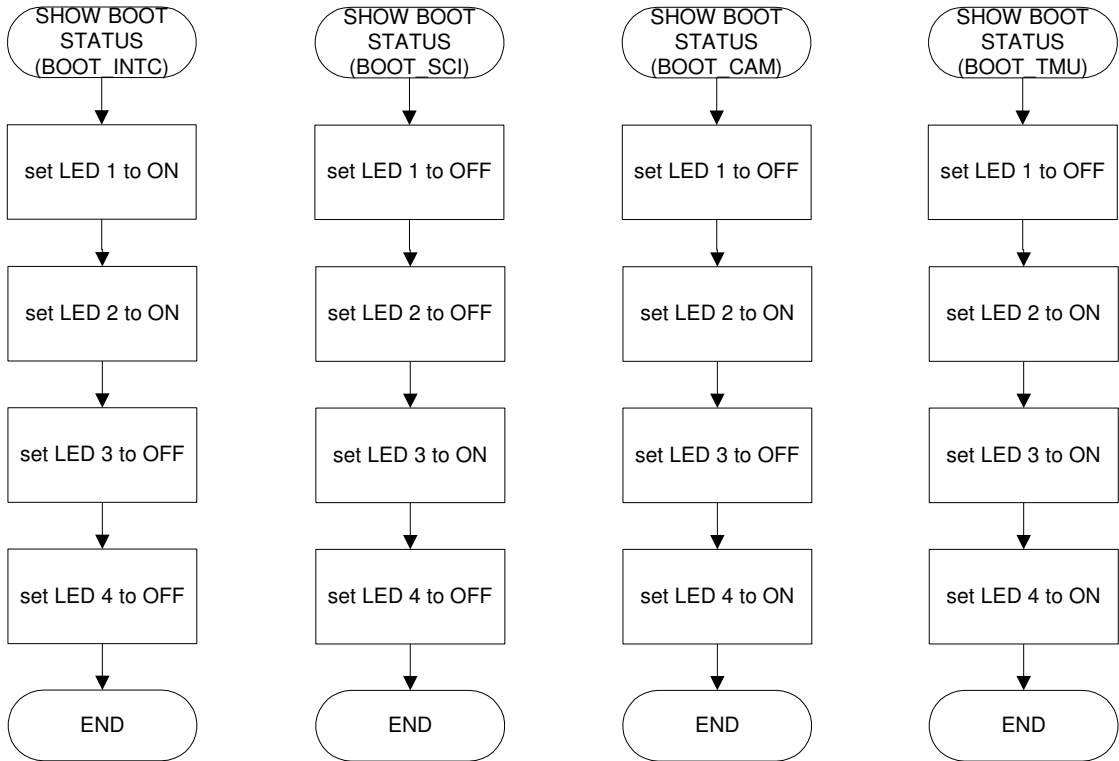 SHOW BOOT
STATUS
(BOOT_INTC)
set LED 1 to ON
set LED 2 to ON
set LED 3 to OFF
set LED 4 to OFF
END
SHOW BOOT
STATUS
(BOOT_SCI)
set LED 1 to OFF
set LED 2 to OFF
set LED 3 to ON
set LED 4 to OFF
END
SHOW BOOT
STATUS
(BOOT_CAM)
set LED 1 to OFF
set LED 2 to ON
set LED 3 to OFF
set LED 4 to ON
END
SHOW BOOT
STATUS
(BOOT_TMU)
set LED 1 to OFF
set LED 2 to ON
set LED 3 to ON
set LED 4 to ON
END